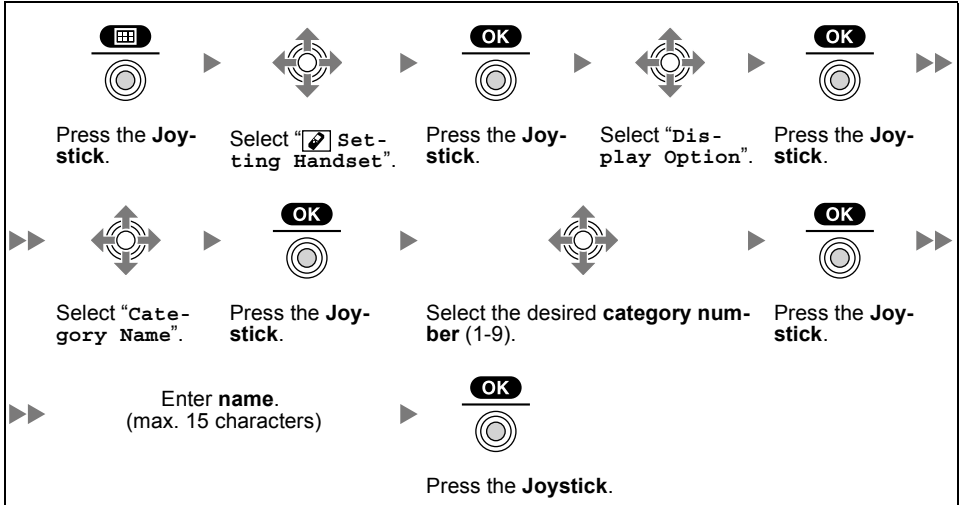 OK OK
Press the Joy- Select " Set- Press the Joy- Select "Dis- Press the Joy-
stick. ting Handset". stick. play Option". stick.
OK OK
Select "Cate- Press the Joy- Select the desired category num- Press the Joy-
gory Name". stick. ber (1-9). stick.
Enter name. OK
(max. 15 characters)
Press the Joystick.